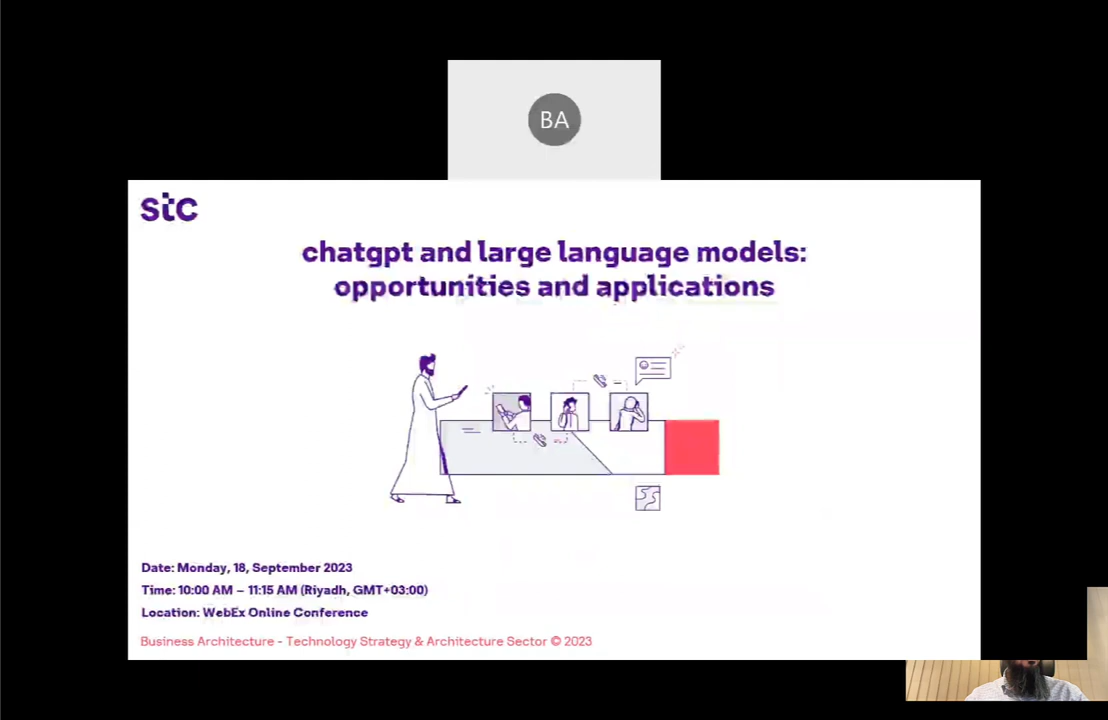 BA
stc
chatgpt and large language models:
opportunities and applications
Date: Monday, 18, September 2023
Time: 10:00 AM – 11:15 AM (Riyadh, GMT+03:00)
Location: WebEx Online Conference
Business Architecture - Technology Strategy & Architecture Sector © 2023